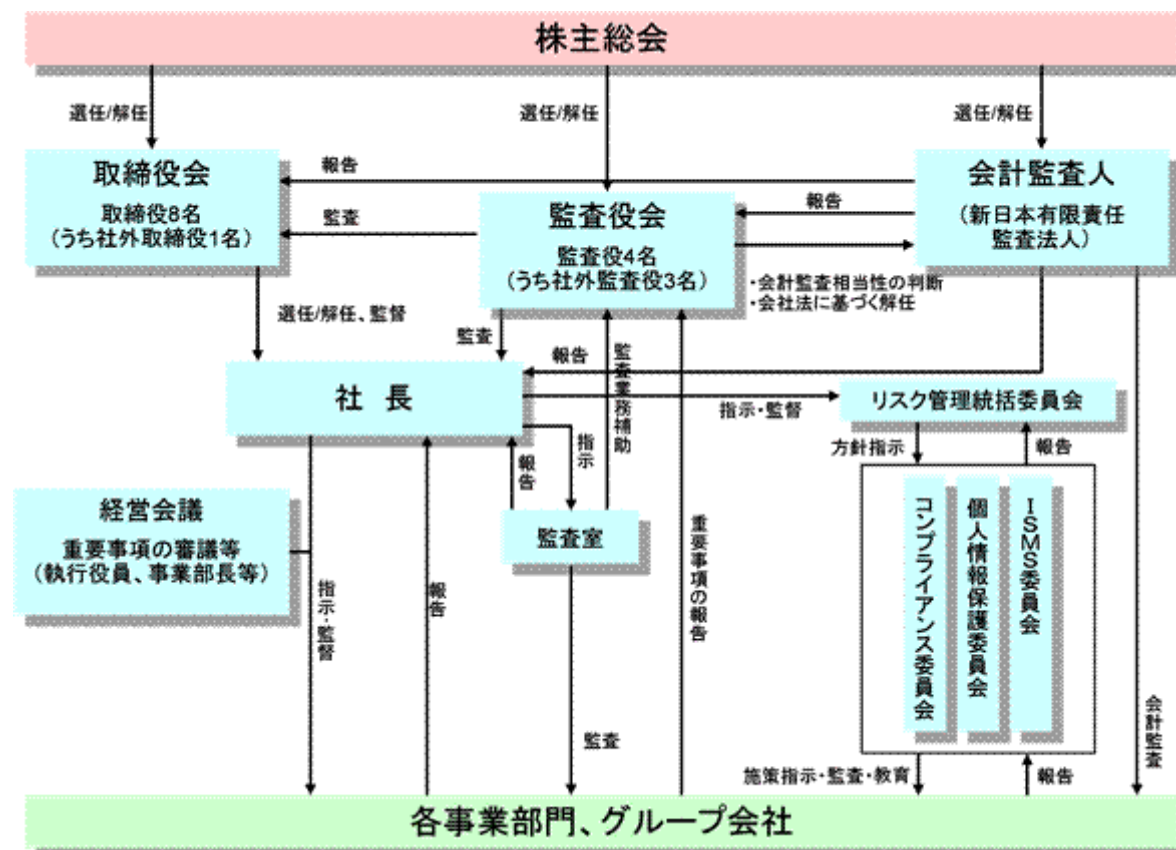 株主総会
選任/解任
選任/解任
選任/解任
取締役会
取締役8名
(うち社外取締役1名)
報告
監査
監査役会
監査役4名
(うち社外監査役3名)
報告
会計監査人
(新日本有限責任
監査法人)
・会計監査相当性の判断
・会社法に基づく解任
選任/解任、監督
監査
報告
監査業務補助
社 長
指示・監督
リスク管理統括委員会
方針指示
報告
報告
指示
経営会議
重要事項の審議等
(執行役員、事業部長等)
監査室
コンプライアンス委員会
個人情報保護委員会
ISMS委員会
指示・監督
報告
重要事項の報告
監査
会計監査
施策指示・監査・教育
報告
各事業部門、グループ会社